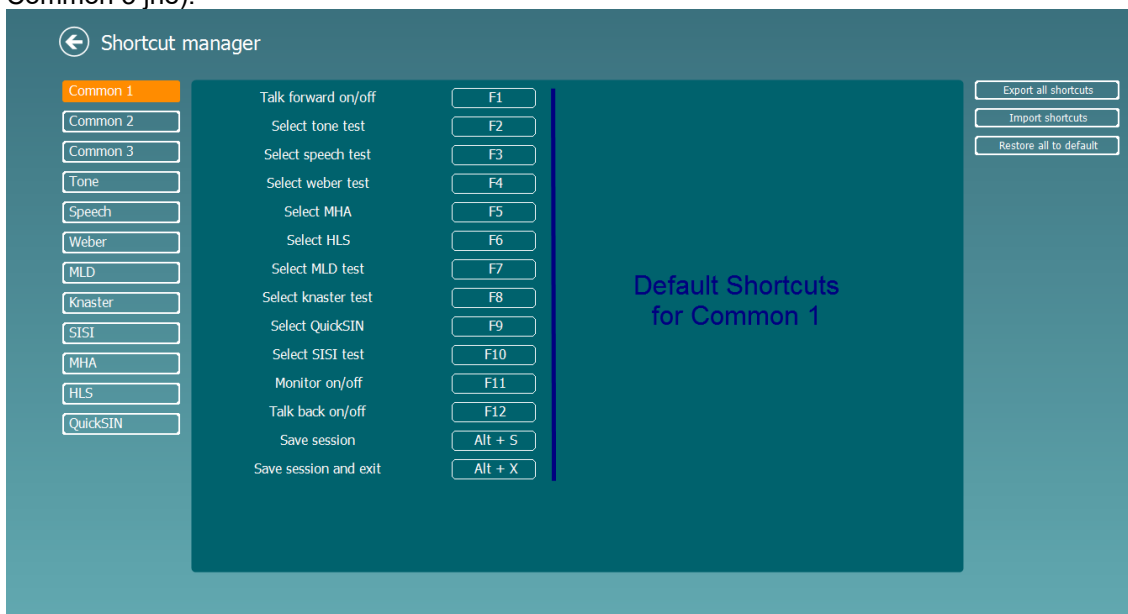 Common 3 jne).
Shortcut manager
Common 1
Common 2
Common 3
Tone
Speech
Weber
MLD
Knaster
SISI
MHA
HLS
QuickSIN
Talk forward on/off F1
Select tone test F2
Select speech test F3
Select weber test F4
Select MHA F5
Select HLS F6
Select MLD test F7
Select knaster test F8
Select QuickSIN F9
Select SISI test F10
Monitor on/off F11
Talk back on/off F12
Save session Alt + S
Save session and exit Alt + X
Default Shortcuts
for Common 1
Export all shortcuts
Import shortcuts
Restore all to default